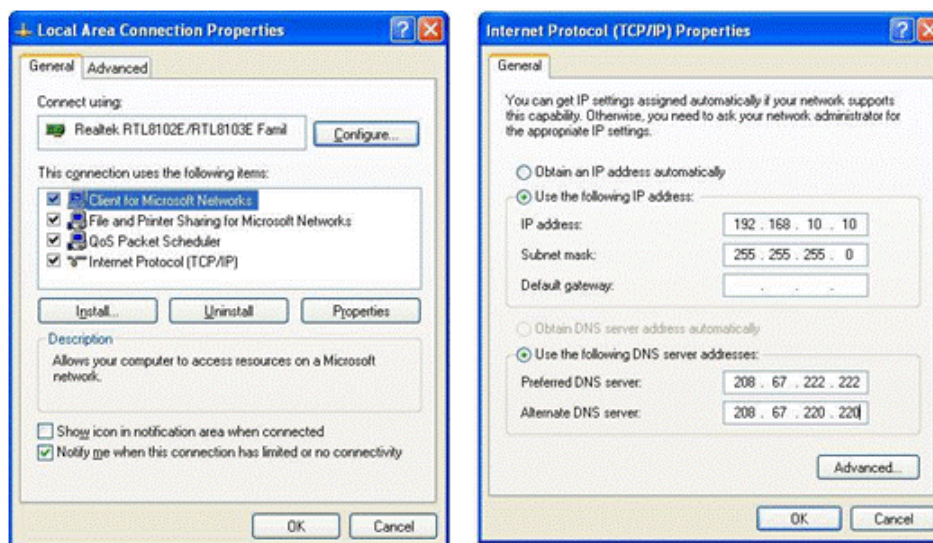 Local Area Connection Properties
General
Advanced
Connect using:
Realtek RTL8102E/RTL8103E Famil
Configure...
This connection uses the following items:
Client for Microsoft Networks
File and Printer Sharing for Microsoft Networks
QoS Packet Scheduler
Internet Protocol (TCP/IP)
Install...
Uninstall
Properties
Description
Allows your computer to access resources on a Microsoft
network.
Show icon in notification area when connected
Notify me when this connection has limited or no connectivity
OK
Cancel
Internet Protocol (TCP/IP) Properties
General
You can get IP settings assigned automatically if your network supports
this capability. Otherwise, you need to ask your network administrator for
the appropriate IP settings.
Obtain an IP address automatically
Use the following IP address:
IP address: 192 . 168 . 10 . 10
Subnet mask: 255 . 255 . 255 . 0
Default gateway: . . .
Obtain DNS server address automatically
Use the following DNS server addresses:
Preferred DNS server: 208 . 67 . 222 . 222
Alternate DNS server: 208 . 67 . 220 . 220
Advanced...
OK
Cancel